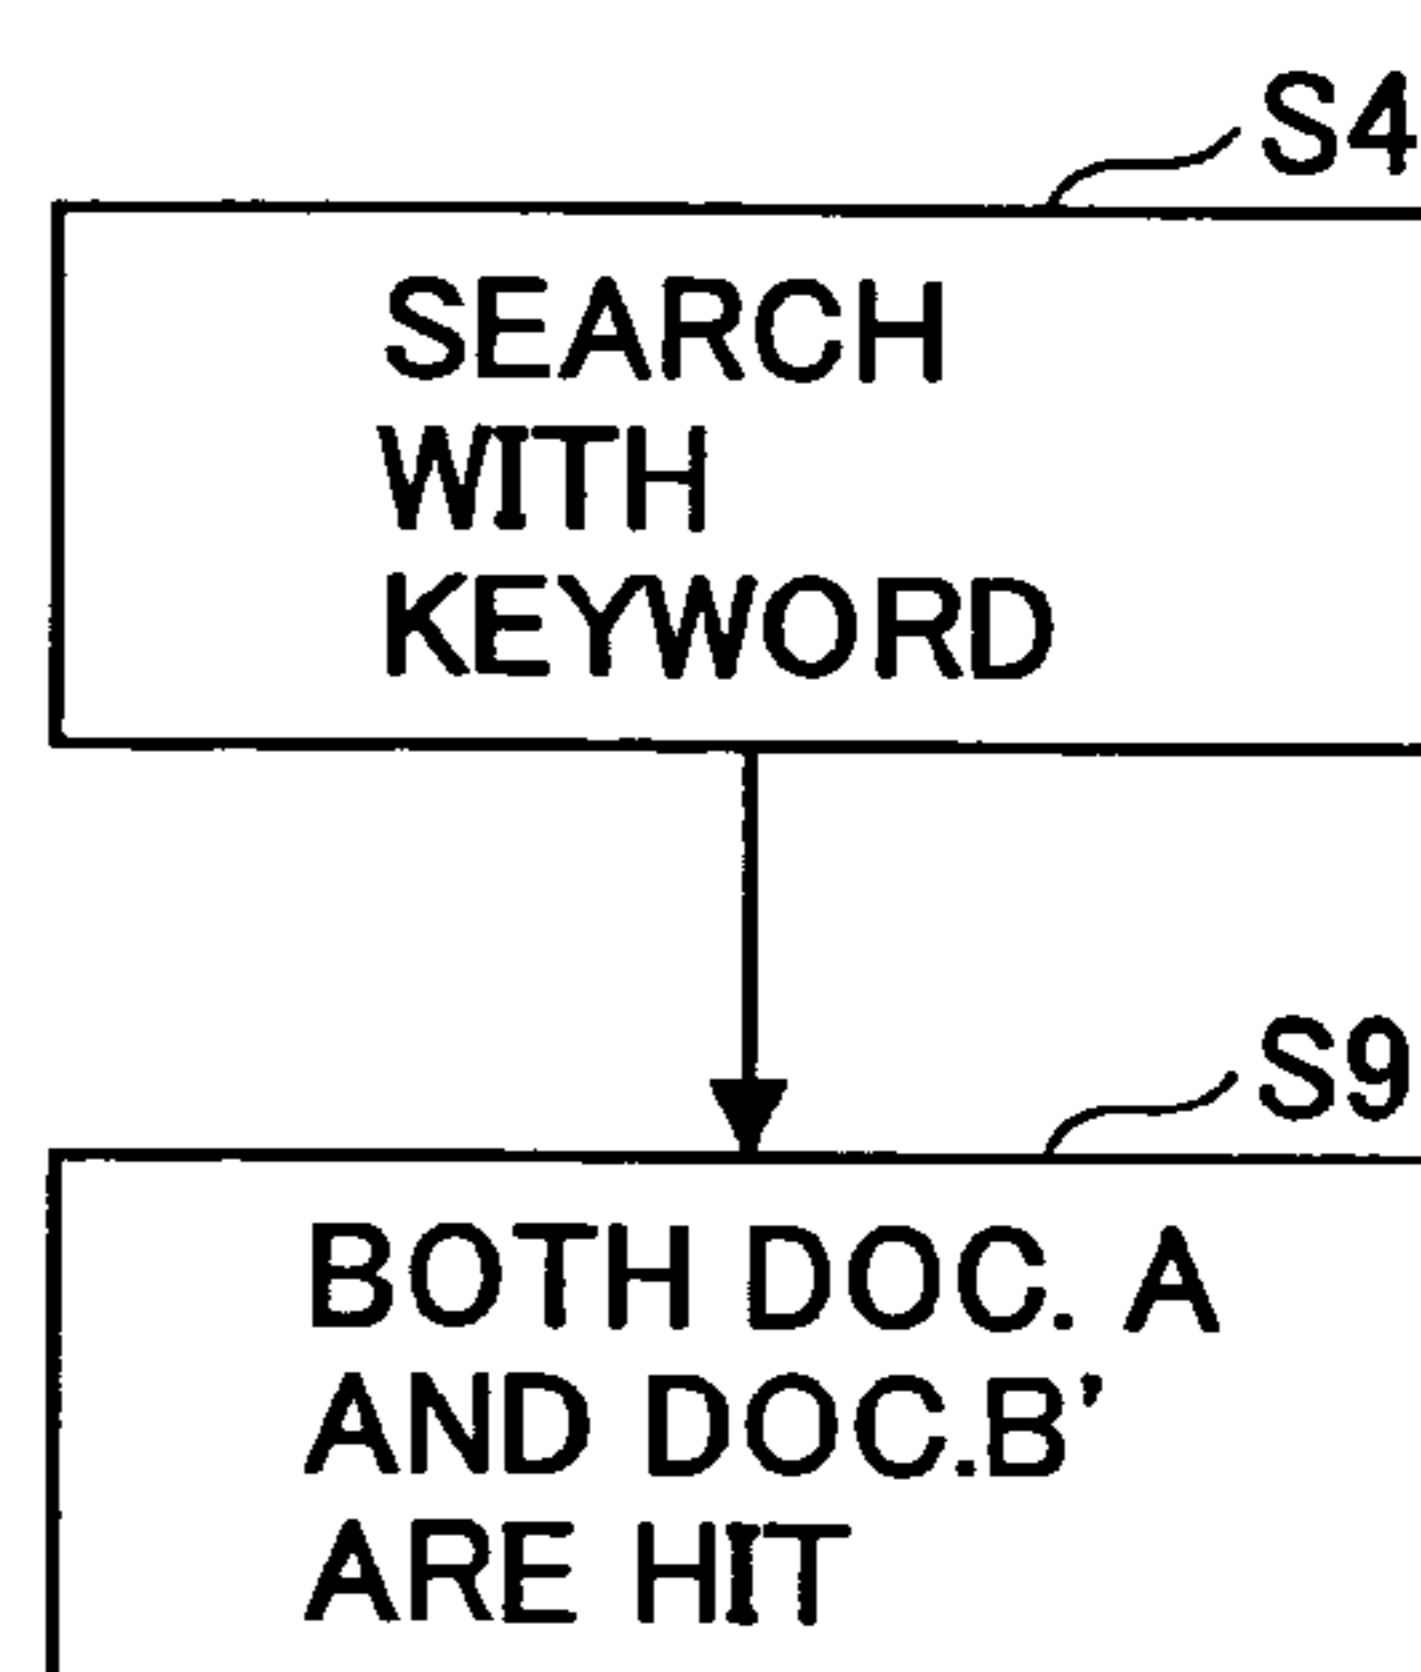 S4
SEARCH
WITH
KEYWORD
S9
BOTH DOC. A
AND DOC.B'
ARE HIT